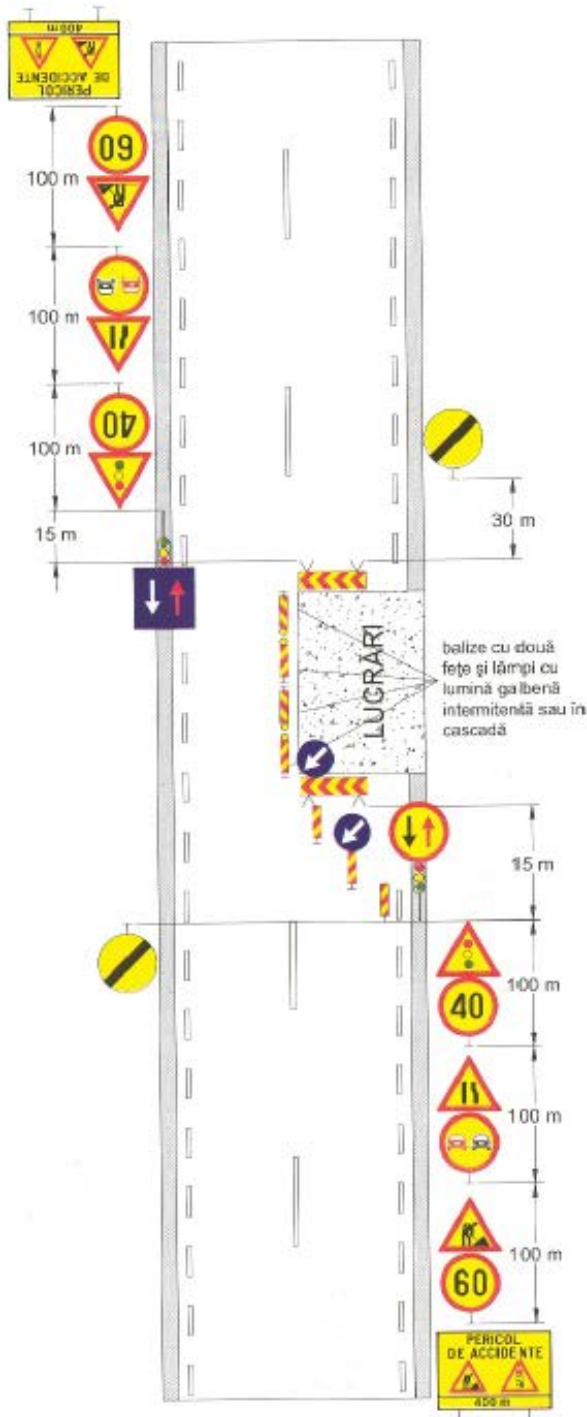 400 m
DE ACCIDENTE
PERICOL
60
100 m
100 m
40
100 m
15 m
30 m
LUCRĂRI
balize cu două
fețe și lămpi cu
lumină galbenă
intermitentă sau în
cascadă
15 m
40
100 m
100 m
60
100 m
PERICOL
DE ACCIDENTE
400 m